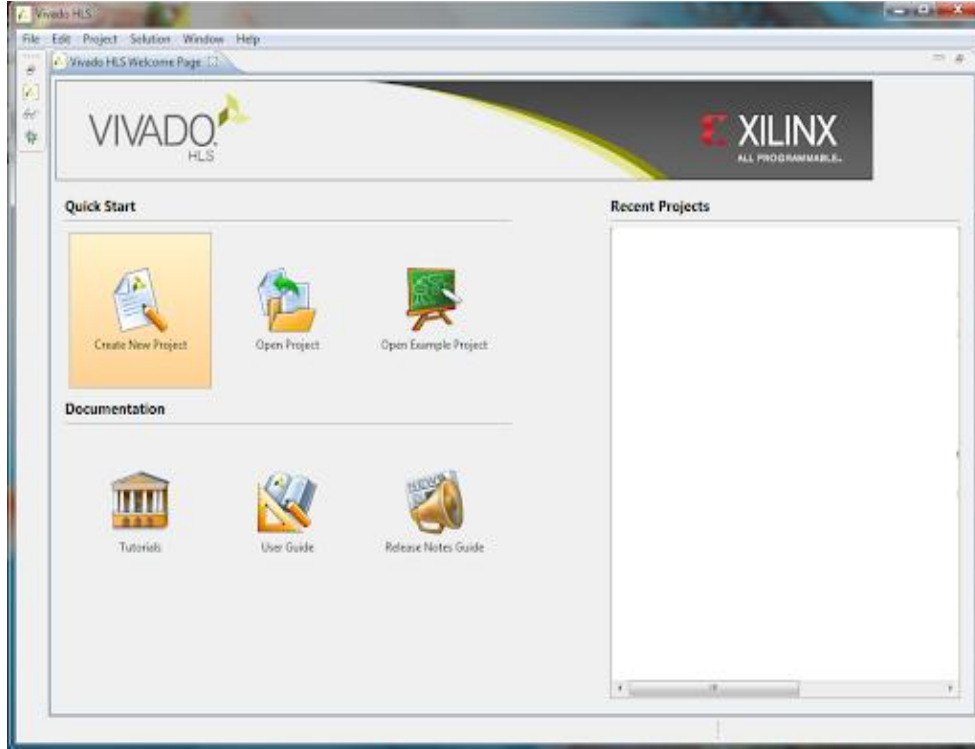 Vivado HLS
File Edit Project Solution Window Help
Vivado HLS Welcome Page
VIVADO.
HLS
XILINX
ALL PROGRAMMABLE.
Quick Start
Recent Projects
Create New Project
Open Project
Open Example Project
Documentation
NEWS
Tutorials
User Guide
Release Notes Guide